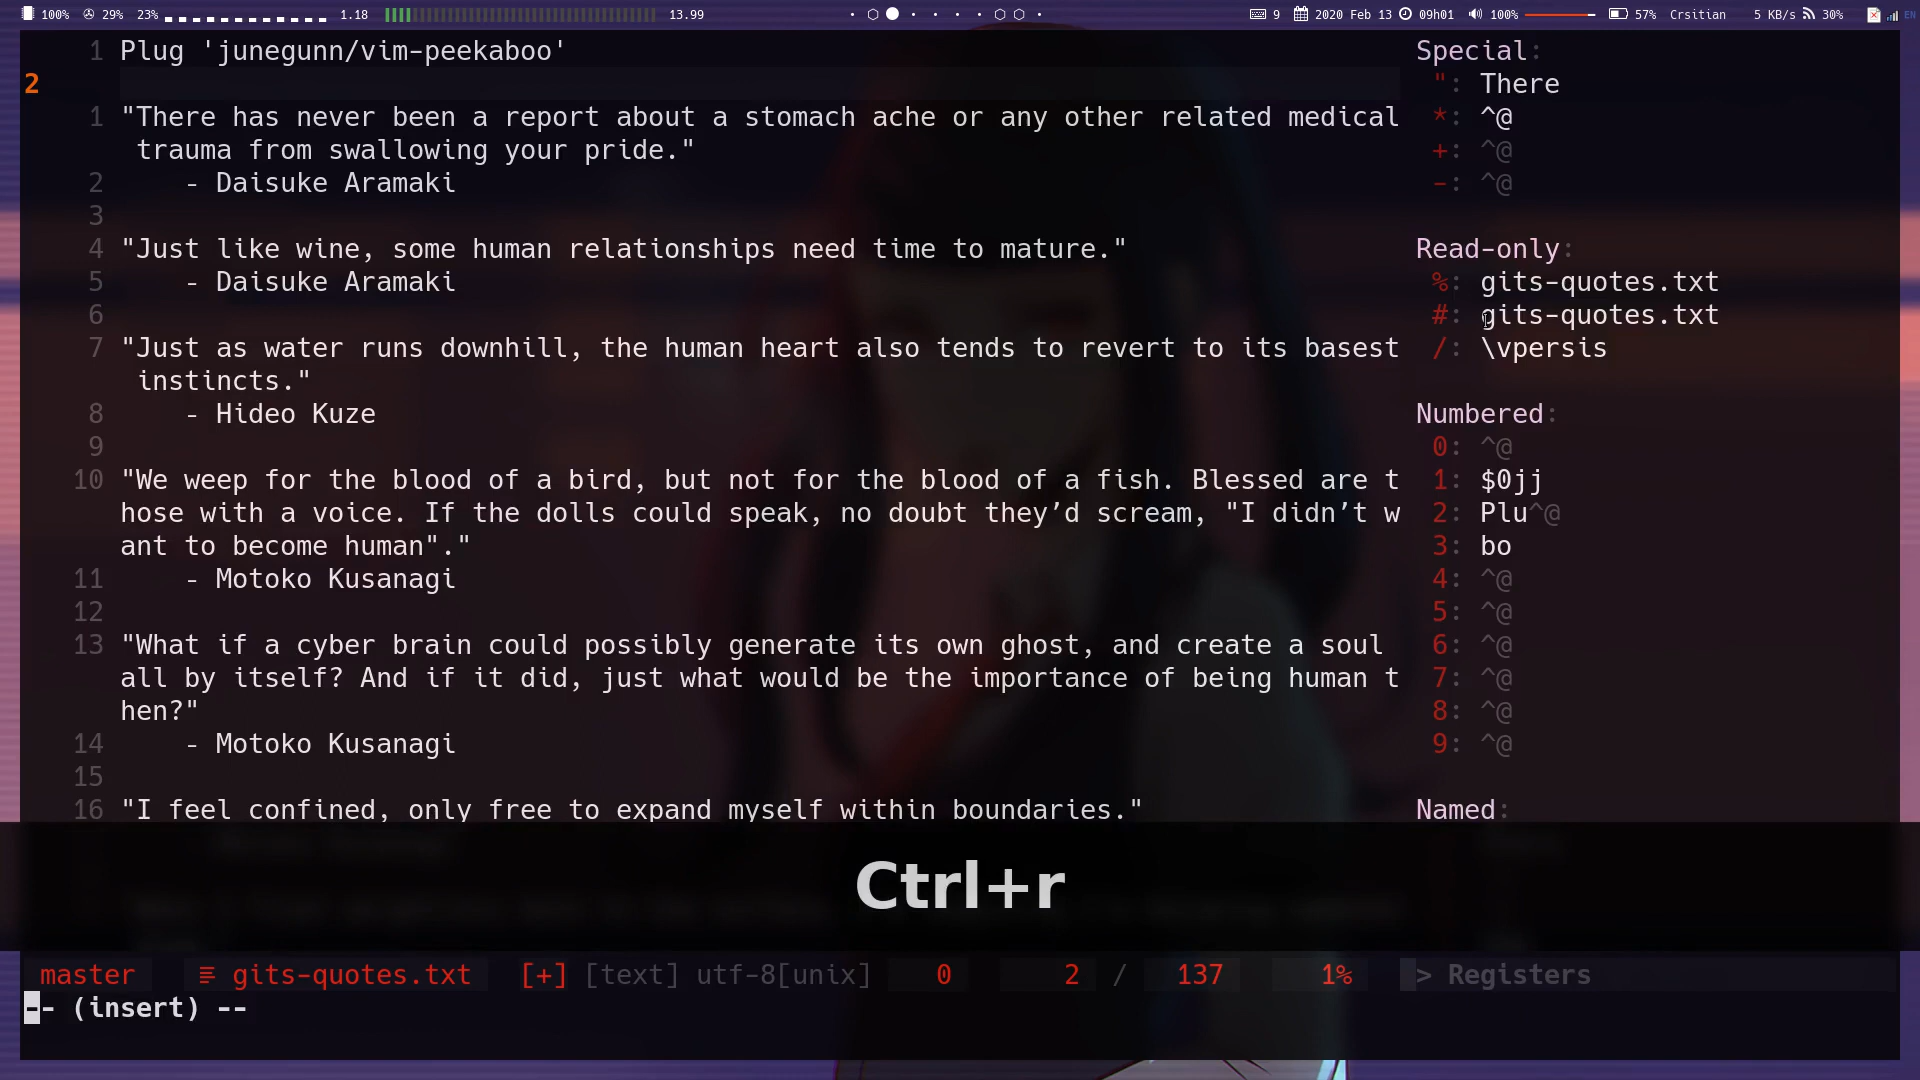 100% 29% 23% 1.18 13.99 9 2020 Feb 13 09h01 100% 57% Crsitian 5 KB/s 30% EN
1 Plug 'junegunn/vim-peekaboo'
2
1 "There has never been a report about a stomach ache or any other related medical
trauma from swallowing your pride."
2 - Daisuke Aramaki
3
4 "Just like wine, some human relationships need time to mature."
5 - Daisuke Aramaki
6
7 "Just as water runs downhill, the human heart also tends to revert to its basest
instincts."
8 - Hideo Kuze
9
10 "We weep for the blood of a bird, but not for the blood of a fish. Blessed are t
hose with a voice. If the dolls could speak, no doubt they’d scream, "I didn’t w
ant to become human"."
11 - Motoko Kusanagi
12
13 "What if a cyber brain could possibly generate its own ghost, and create a soul
all by itself? And if it did, just what would be the importance of being human t
hen?"
14 - Motoko Kusanagi
15
16 "I feel confined, only free to expand myself within boundaries."
Special:
": There
*: ^@
+: ^@
-: ^@
Read-only:
%: gits-quotes.txt
#: gits-quotes.txt
/: \vpersis
Numbered:
0: ^@
1: $0jj
2: Plu^@
3: bo
4: ^@
5: ^@
6: ^@
7: ^@
8: ^@
9: ^@
Named:
Ctrl+r
master ≡ gits-quotes.txt [+] [text] utf-8[unix] 0 2 / 137 1% > Registers
-- (insert) --